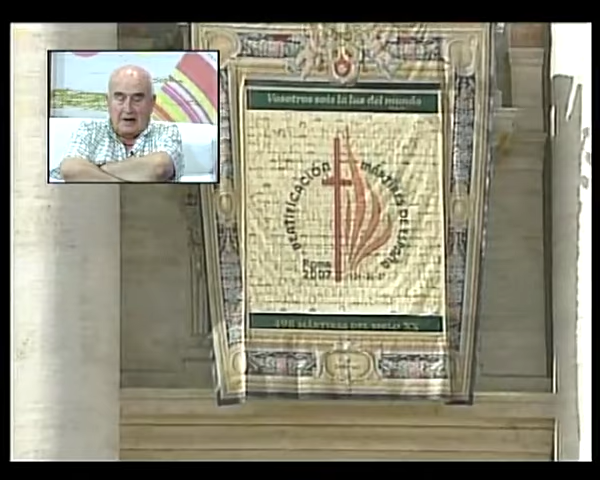 Vosotros sois la luz del mundo
BEATIFICACIÓN MÁRTIRES DE ESPAÑA
ROMA
2007
498 MÁRTIRES DEL SIGLO XX